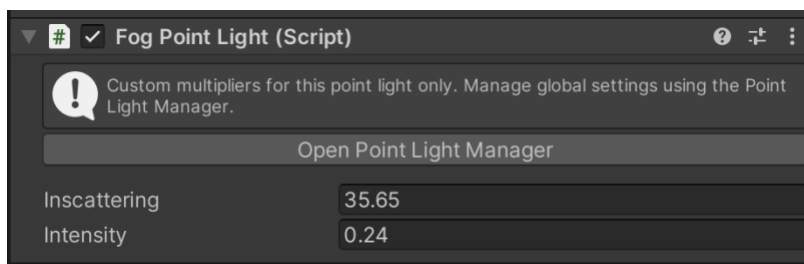 # Fog Point Light (Script)
Custom multipliers for this point light only. Manage global settings using the Point
Light Manager.
Open Point Light Manager
Inscattering 35.65
Intensity 0.24